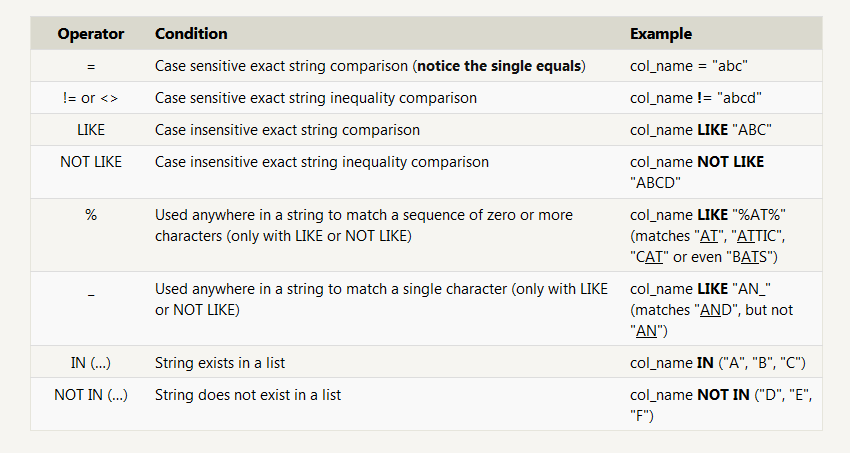 Operator Condition Example
= Case sensitive exact string comparison (notice the single equals) col_name = "abc"
!= or <> Case sensitive exact string inequality comparison col_name != "abcd"
LIKE Case insensitive exact string comparison col_name LIKE "ABC"
NOT LIKE Case insensitive exact string inequality comparison col_name NOT LIKE
"ABCD"
% Used anywhere in a string to match a sequence of zero or more col_name LIKE "%AT%"
characters (only with LIKE or NOT LIKE) (matches "AT", "ATTIC",
"CAT" or even "BATS")
_ Used anywhere in a string to match a single character (only with LIKE col_name LIKE "AN_"
or NOT LIKE) (matches "AND", but not
"AN")
IN (…) String exists in a list col_name IN ("A", "B", "C")
NOT IN (…) String does not exist in a list col_name NOT IN ("D", "E",
"F")